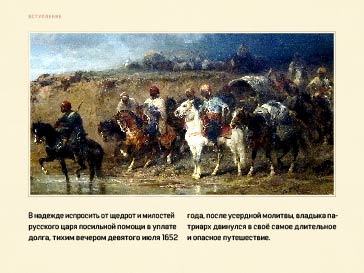 ВСТУПЛЕНИЕ
В надежде испросить от щедрот и милостей
русского царя посильной помощи в уплате
долга, тихим вечером девятого июля 1652
года, после усердной молитвы, владыка па-
триарх двинулся в своё самое длительное
и опасное путешествие.